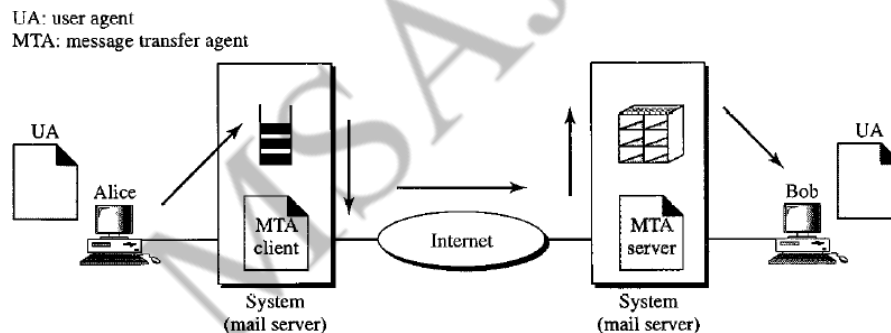 UA: user agent
MTA: message transfer agent
UA
Alice
MTA
client
System
(mail server)
Internet
MTA
server
System
(mail server)
Bob
UA
MSAJ